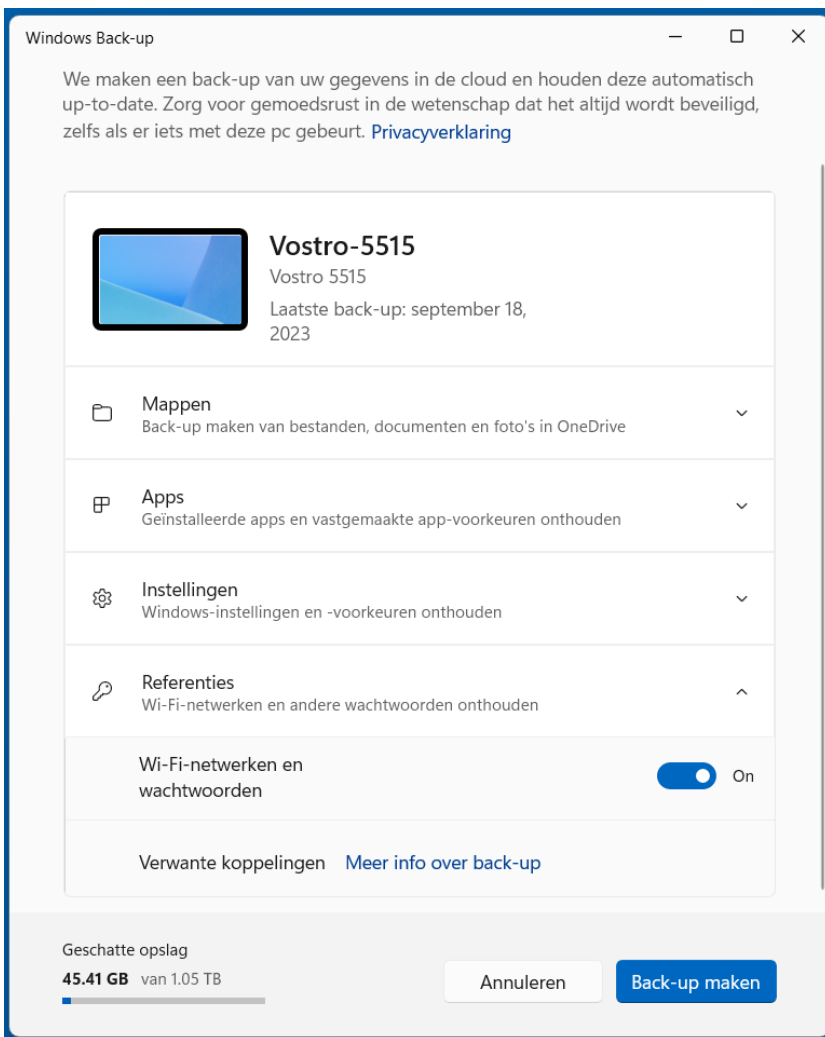 Windows Back-up
We maken een back-up van uw gegevens in de cloud en houden deze automatisch
up-to-date. Zorg voor gemoedsrust in de wetenschap dat het altijd wordt beveiligd,
zelfs als er iets met deze pc gebeurt. Privacyverklaring
Vostro-5515
Vostro 5515
Laatste back-up: september 18,
2023
Mappen
Back-up maken van bestanden, documenten en foto's in OneDrive
Apps
Geïnstalleerde apps en vastgemaakte app-voorkeuren onthouden
Instellingen
Windows-instellingen en -voorkeuren onthouden
Referenties
Wi-Fi-netwerken en andere wachtwoorden onthouden
Wi-Fi-netwerken en
wachtwoorden
On
Verwante koppelingen Meer info over back-up
Geschatte opslag
45.41 GB van 1.05 TB
Annuleren
Back-up maken